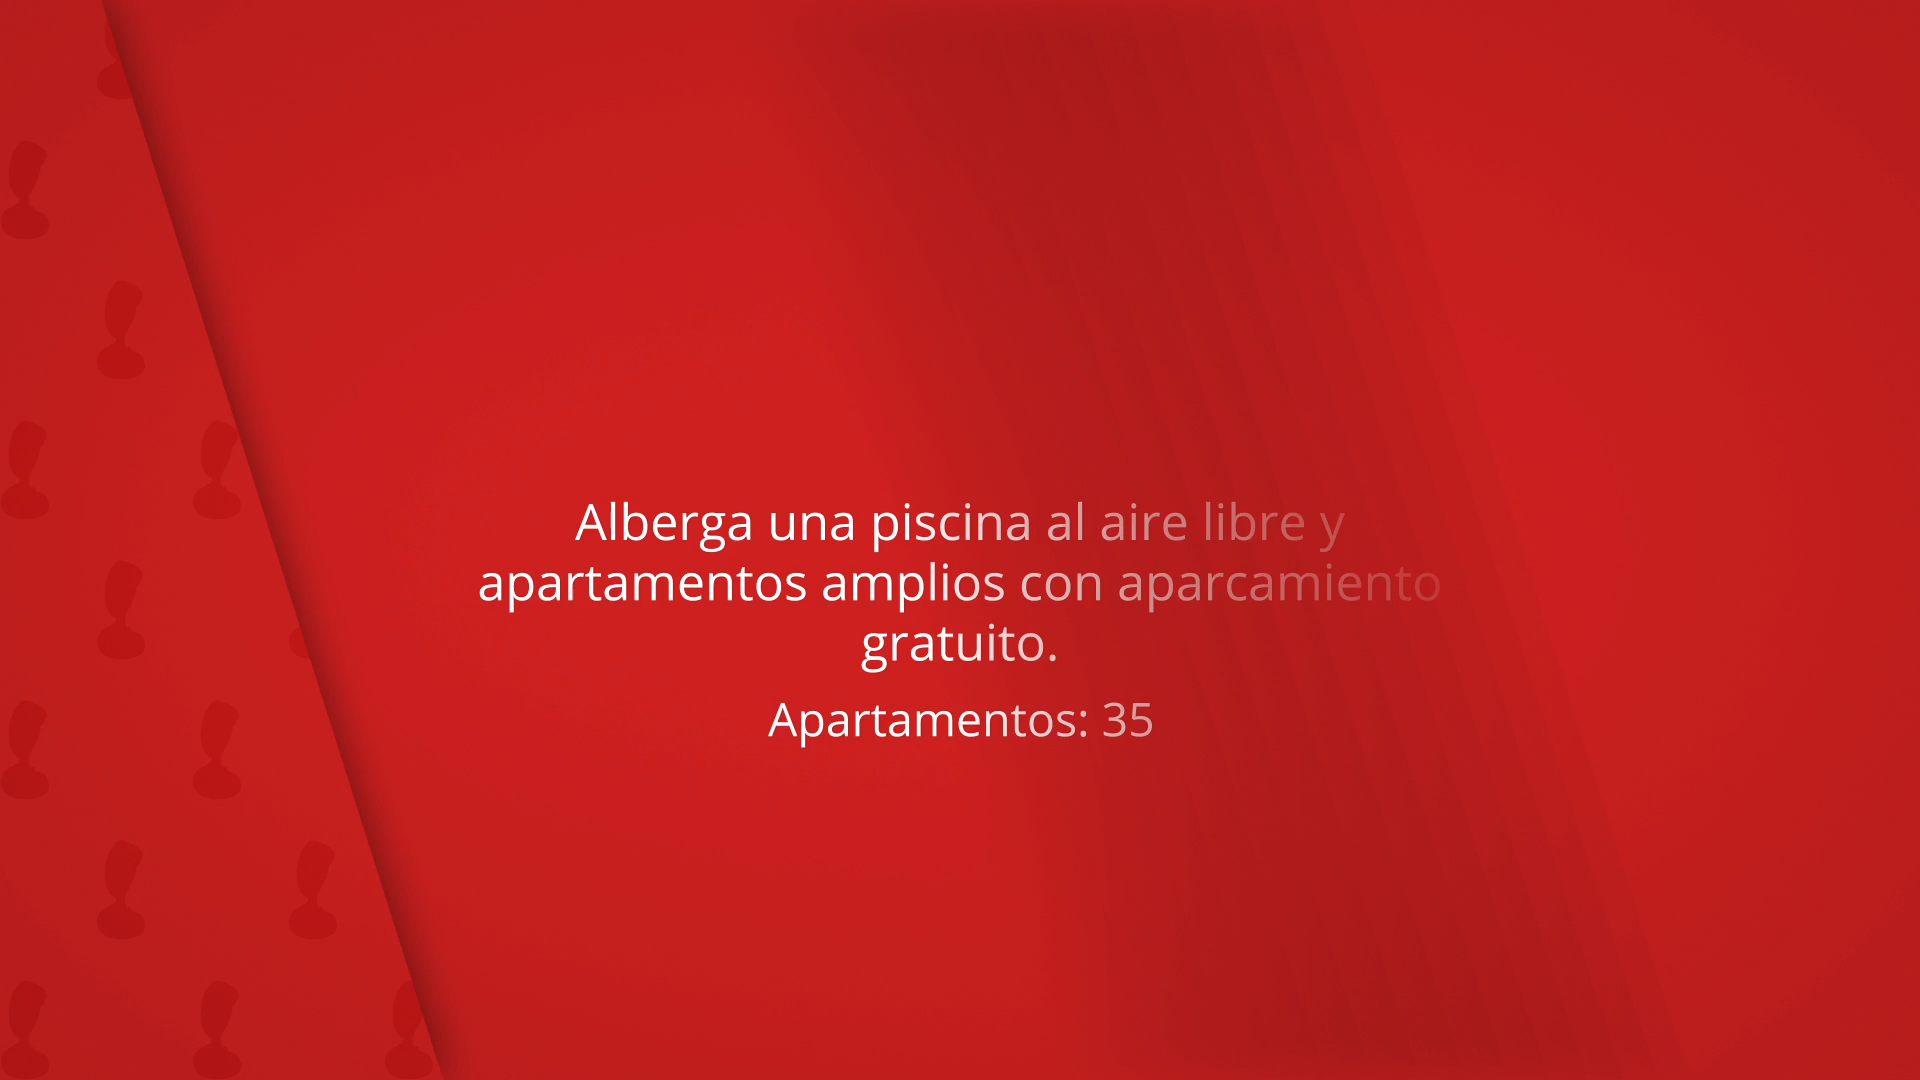 Alberga una piscina al aire libre y
apartamentos amplios con aparcamiento
gratuito.
Apartamentos: 35